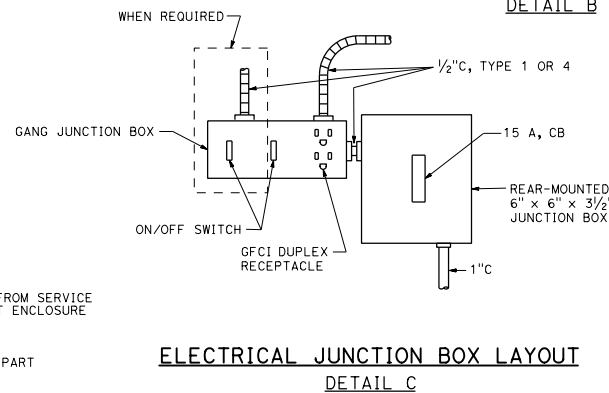 DETAIL B
WHEN REQUIRED
½"C, TYPE 1 OR 4
GANG JUNCTION BOX
15 A, CB
REAR-MOUNTED
6" x 6" x 3½"
JUNCTION BOX
ON/OFF SWITCH
GFCI DUPLEX
RECEPTACLE
1"C
FROM SERVICE
T ENCLOSURE
PART
ELECTRICAL JUNCTION BOX LAYOUT
DETAIL C